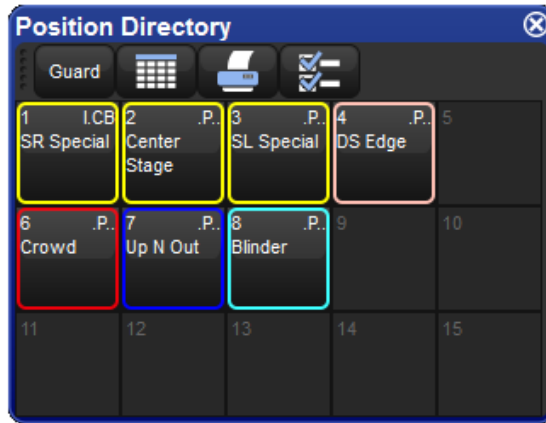 Position Directory
Guard
1 I.CB 2 .P.. 3 .P.. 4 .P.. 5
SR Special Center Stage SL Special DS Edge
6 .P.. 7 .P.. 8 .P.. 9 10
Crowd Up N Out Blinder
11 12 13 14 15